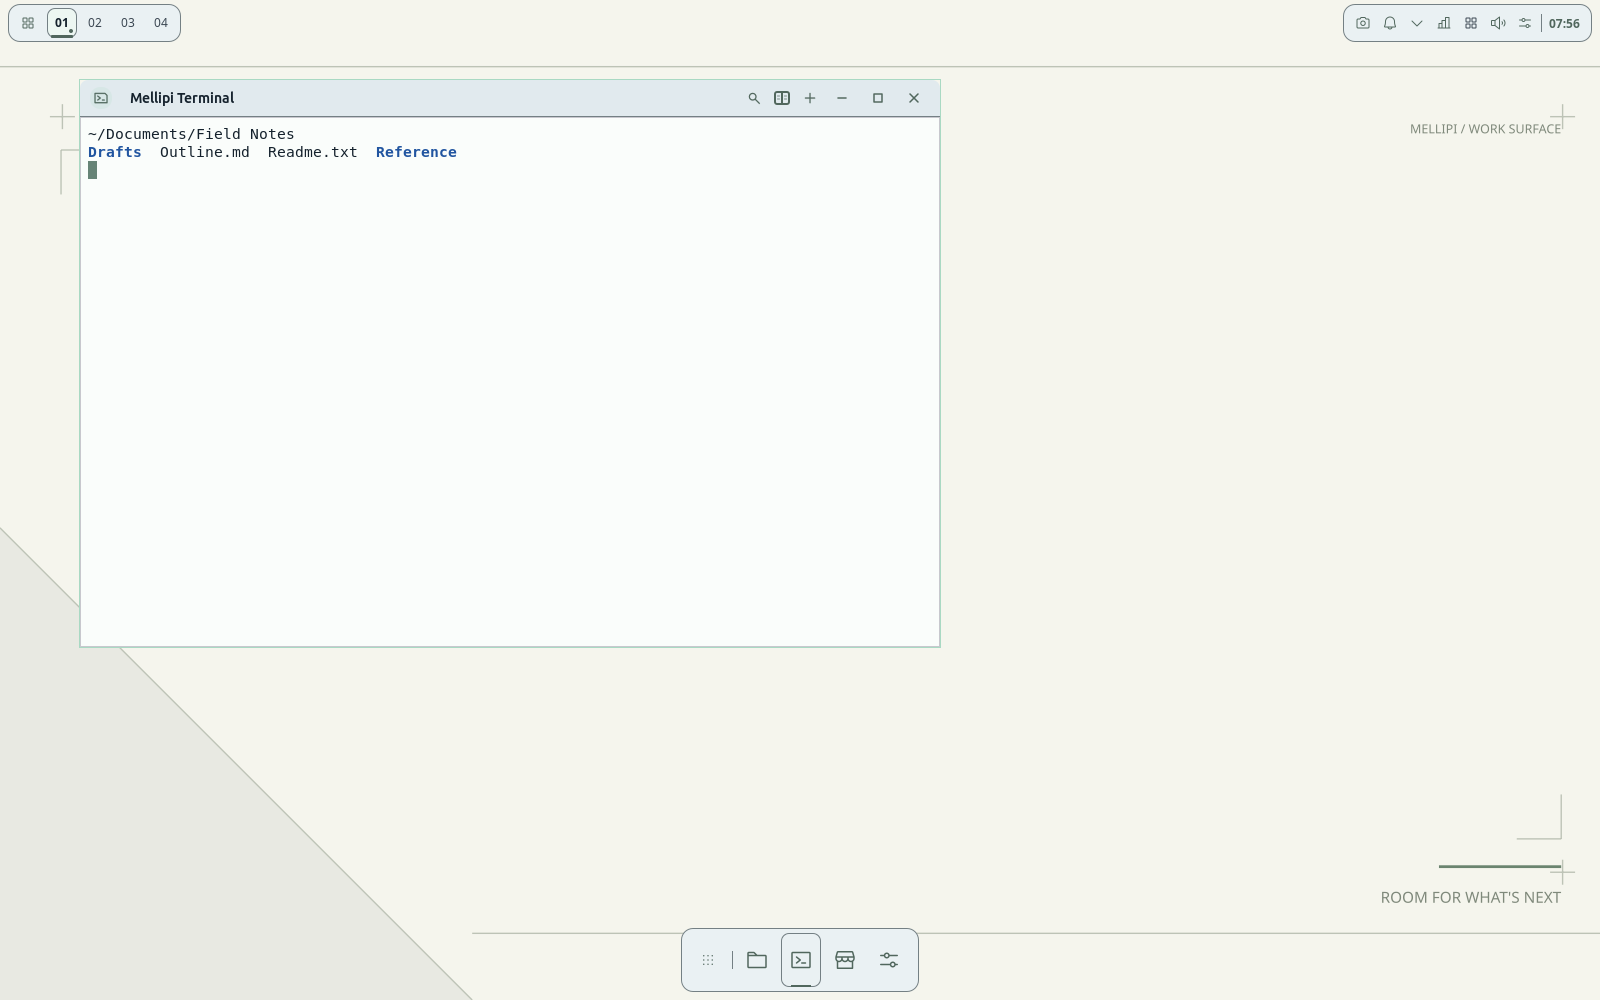 01 02 03 04
07:56
Mellipi Terminal
~/Documents/Field Notes
Drafts  Outline.md  Readme.txt  Reference
MELLIPI / WORK SURFACE
ROOM FOR WHAT'S NEXT